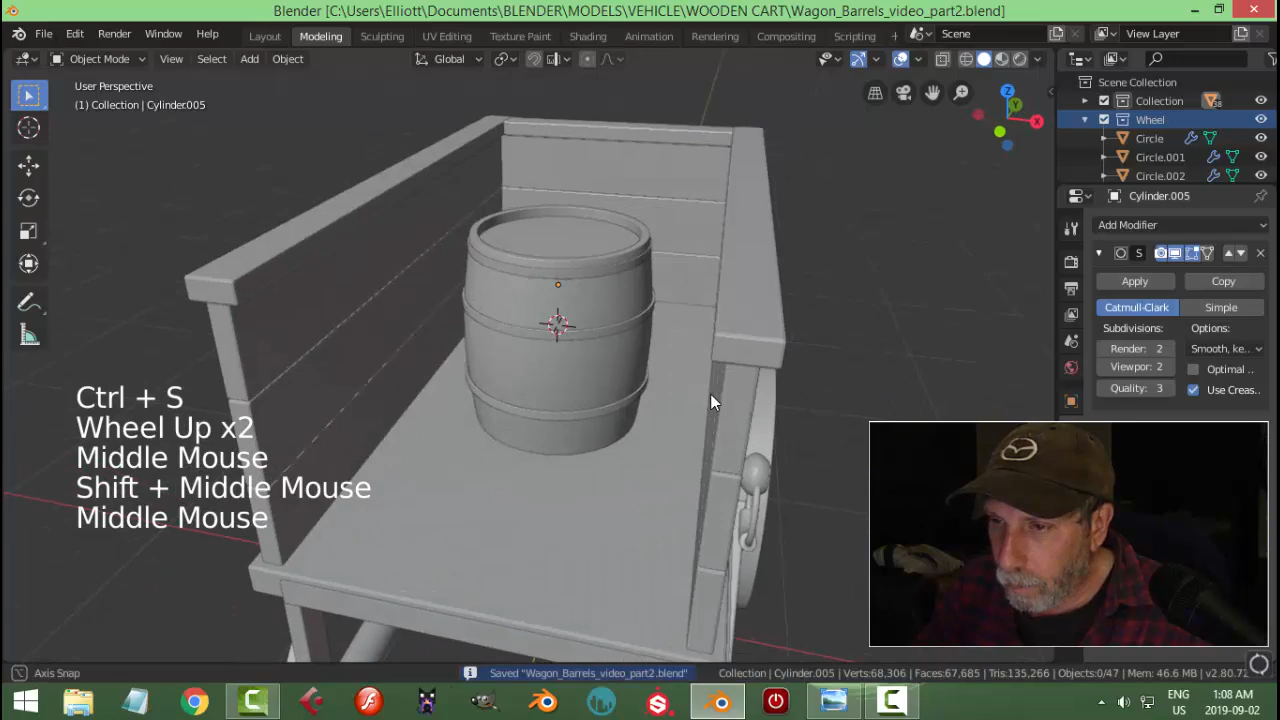 Blender [C:\Users\Elliott\Documents\BLENDER\MODELS\VEHICLE\WOODEN CART\Wagon_Barrels_video_part2.blend]
File Edit Render Window Help Layout Modeling Sculpting UV Editing Texture Paint Shading Animation Rendering Compositing Scripting + Scene View Layer
Object Mode View Select Add Object Global
User Perspective
(1) Collection | Cylinder.005
Scene Collection
Collection 38
Wheel
Circle
Circle.001
Circle.002
Cylinder.005
Add Modifier
S
Apply Copy
Catmull-Clark Simple
Subdivisions: Options:
Render: 2 Smooth, ke..
Viewport: 2 Optimal ..
Quality: 3 Use Creas..
X
Y
Z
Ctrl + S
Wheel Up x2
Middle Mouse
Shift + Middle Mouse
Middle Mouse
Axis Snap Saved "Wagon_Barrels_video_part2.blend" Collection | Cylinder.005 | Verts:68,306 | Faces:67,685 | Tris:135,266 | Objects:0/47 | Mem: 46.6 MB | v2.80.72
ENG 1:08 AM
US 2019-09-02